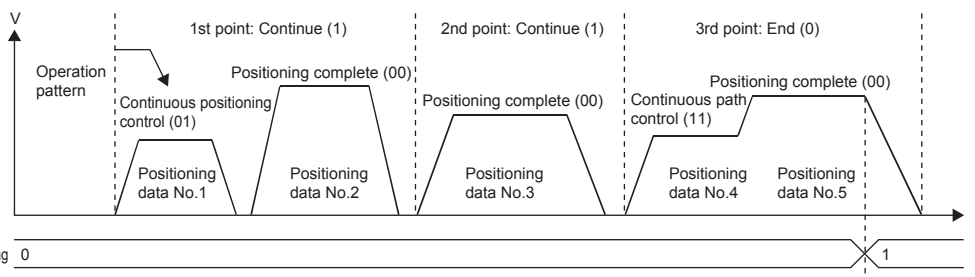 V
1st point: Continue (1)
2nd point: Continue (1)
3rd point: End (0)
Operation
pattern
Positioning complete (00)
Continuous positioning
control (01)
Positioning complete (00)
Positioning complete (00)
Continuous path
control (11)
Positioning
data No.1
Positioning
data No.2
Positioning
data No.3
Positioning
data No.4
Positioning
data No.5
0
1